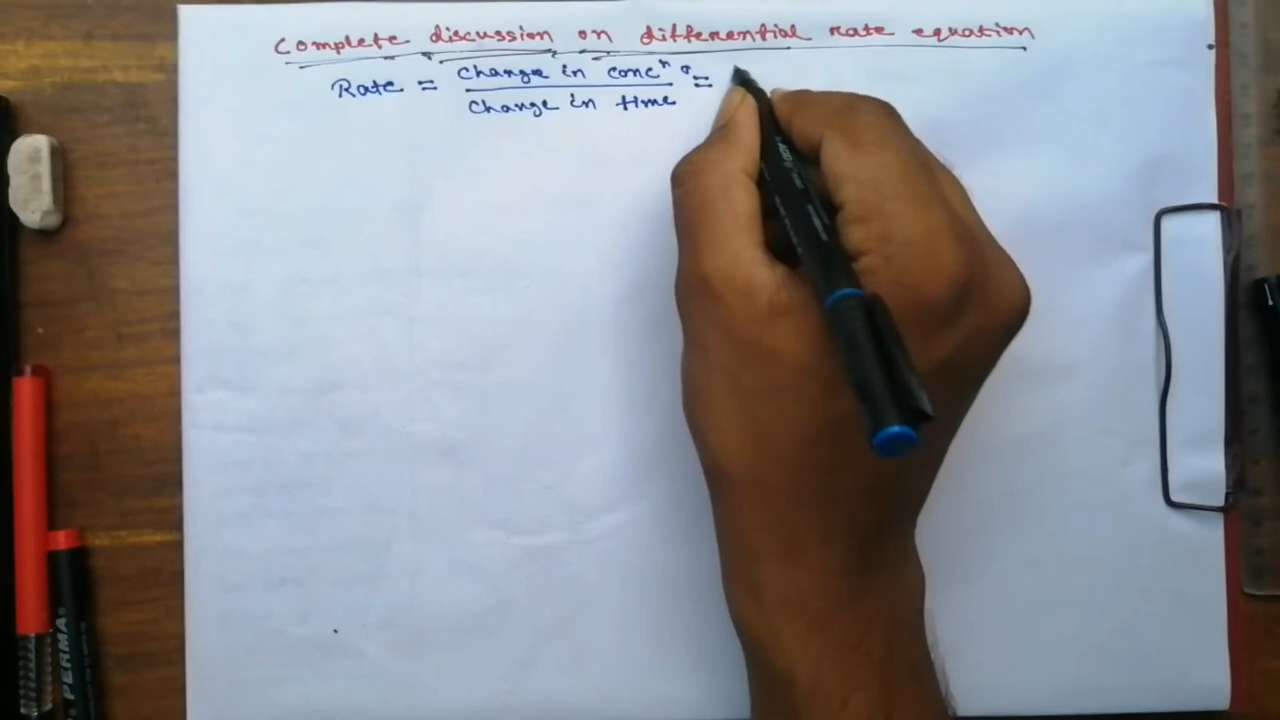 complete discussion on differential rate equation
Rate = change in concⁿ =
change in time
PERMA